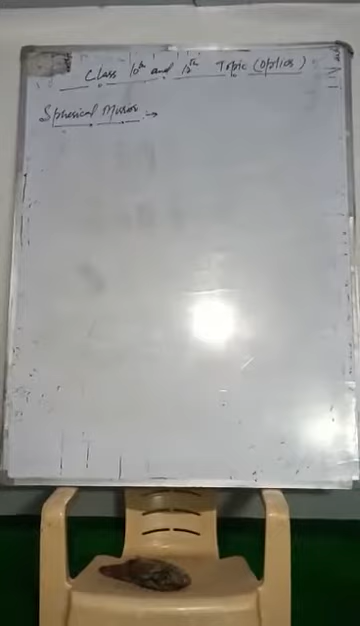 Class 10th and 12th Topic (Optics)
Spherical Mirror :→